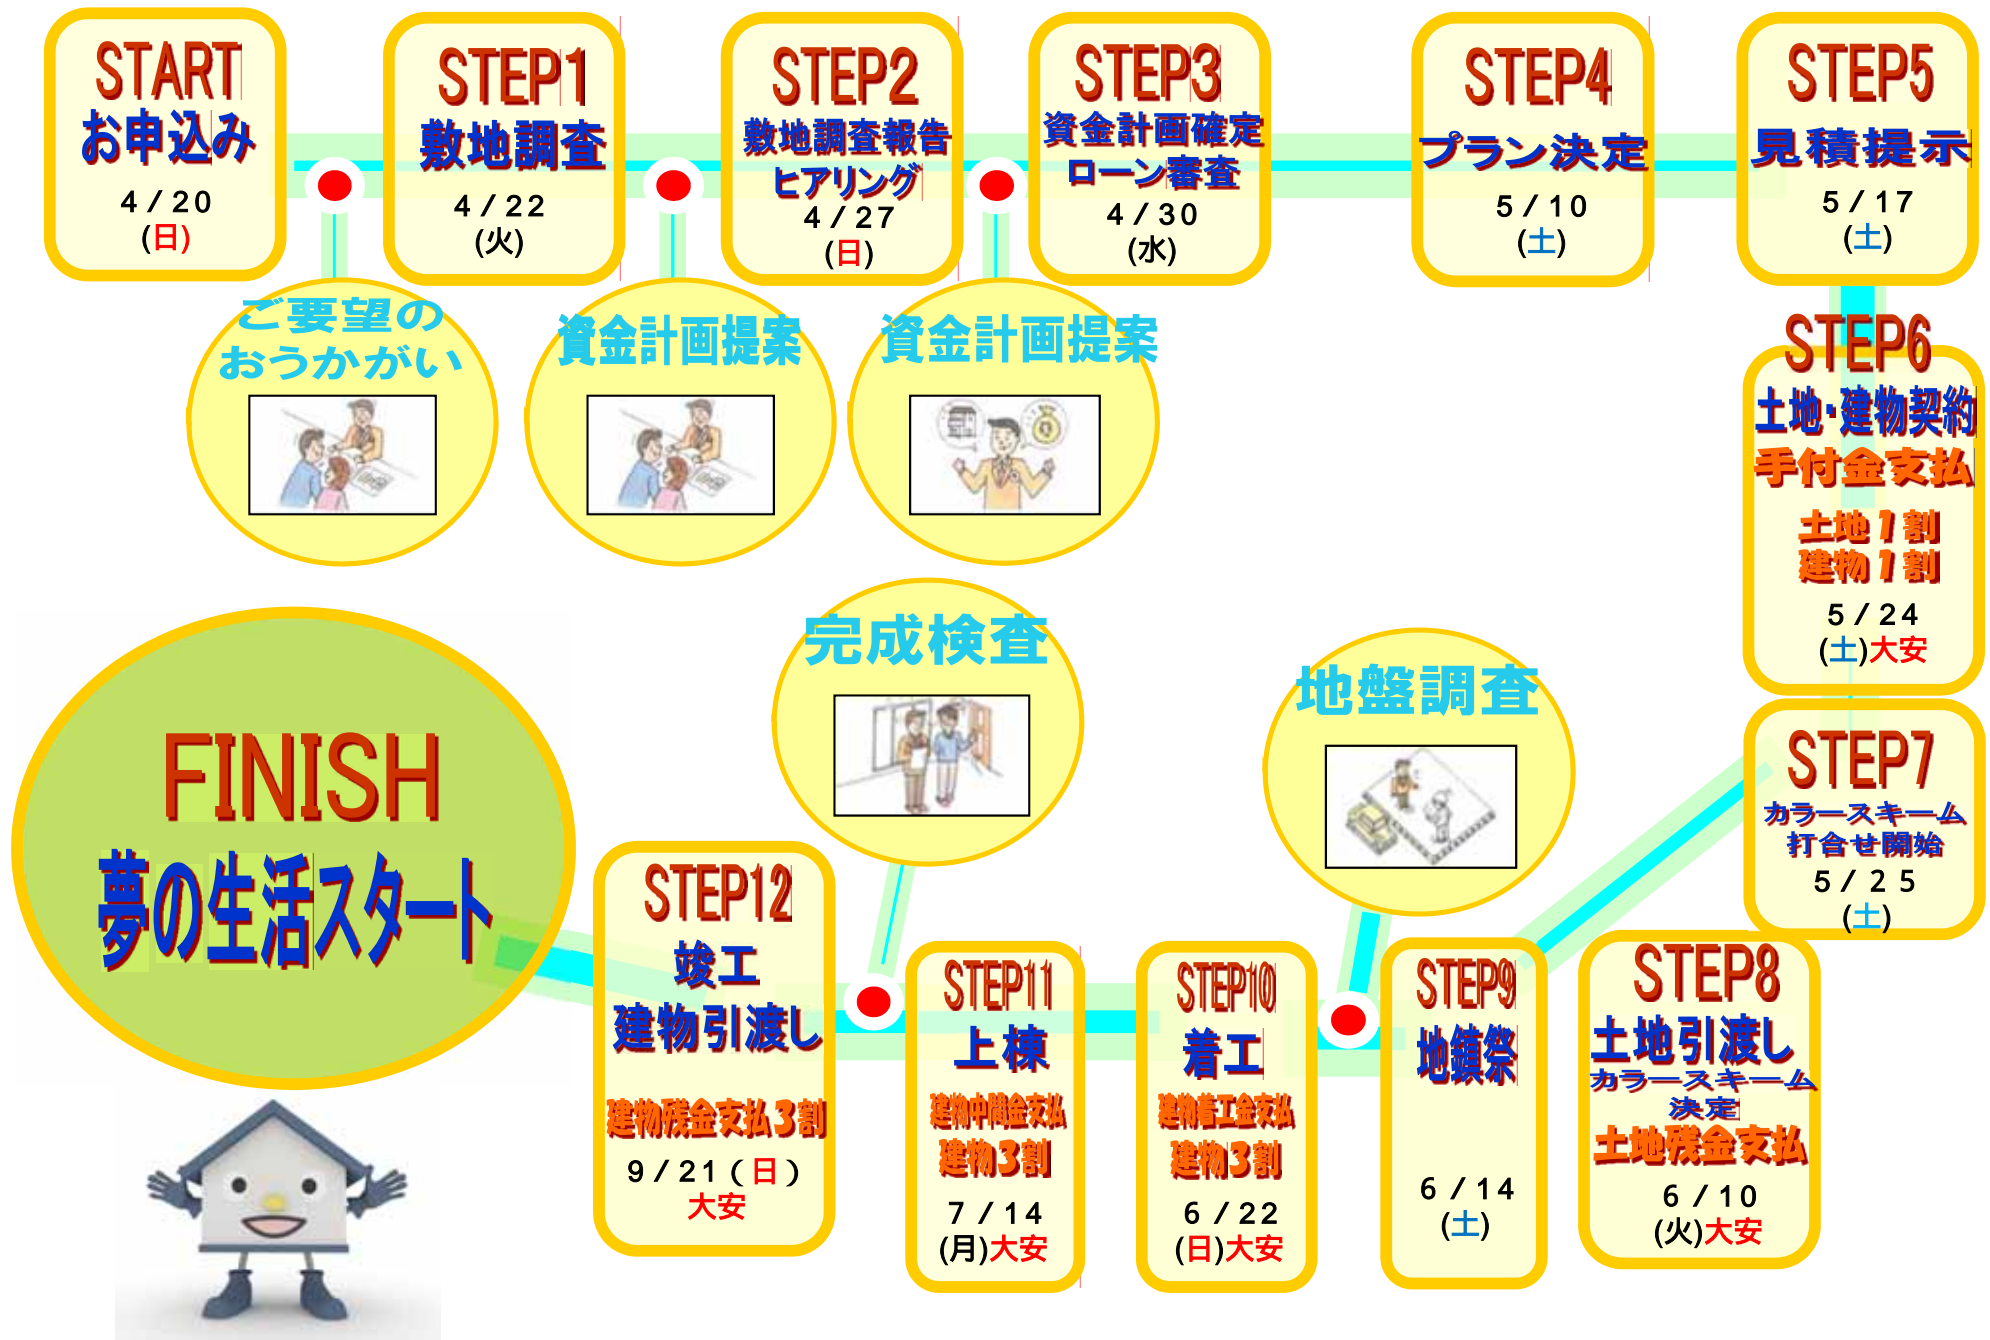 START
お申込み
4/20
(日)
STEP1
敷地調査
4/22
(火)
STEP2
敷地調査報告
ヒアリング
4/27
(日)
STEP3
資金計画確定
ローン審査
4/30
(水)
STEP4
プラン決定
5/10
(土)
STEP5
見積提示
5/17
(土)
ご要望の
おうかがい
資金計画提案
資金計画提案
STEP6
土地・建物契約
手付金支払
土地1割
建物1割
5/24
(土)大安
STEP7
カラースキーム
打合せ開始
5/25
(土)
STEP8
土地引渡し
カラースキーム
決定
土地残金支払
6/10
(火)大安
地盤調査
STEP9
地鎮祭
6/14
(土)
STEP10
着工
建物着工金支払
建物3割
6/22
(日)大安
STEP11
上棟
建物中間金支払
建物3割
7/14
(月)大安
完成検査
STEP12
竣工
建物引渡し
建物残金支払3割
9/21(日)
大安
FINISH
夢の生活スタート